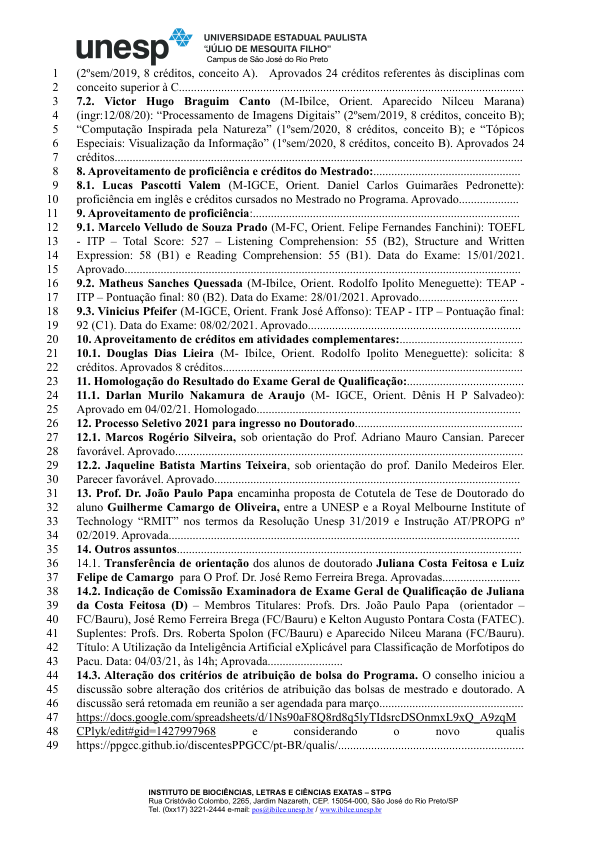 unesp
UNIVERSIDADE ESTADUAL PAULISTA
“JÚLIO DE MESQUITA FILHO”
Campus de São José do Rio Preto
1 (2ºsem/2019, 8 créditos, conceito A). Aprovados 24 créditos referentes às disciplinas com
2 conceito superior à C...........................................................................
3 7.2. Victor Hugo Braguim Canto (M-Ibilce, Orient. Aparecido Nilceu Marana)
4 (ingr:12/08/20): “Processamento de Imagens Digitais” (2ºsem/2019, 8 créditos, conceito B);
5 “Computação Inspirada pela Natureza” (1ºsem/2020, 8 créditos, conceito B); e “Tópicos
6 Especiais: Visualização da Informação” (1ºsem/2020, 8 créditos, conceito B). Aprovados 24
7 créditos...........................................................................
8 8. Aproveitamento de proficiência e créditos do Mestrado:..............................................
9 8.1. Lucas Pascotti Valem (M-IGCE, Orient. Daniel Carlos Guimarães Pedronette):
10 proficiência em inglês e créditos cursados no Mestrado no Programa. Aprovado....................
11 9. Aproveitamento de proficiência:...........................................................................
12 9.1. Marcelo Velludo de Souza Prado (M-FC, Orient. Felipe Fernandes Fanchini): TOEFL
13 - ITP – Total Score: 527 – Listening Comprehension: 55 (B2), Structure and Written
14 Expression: 58 (B1) e Reading Comprehension: 55 (B1). Data do Exame: 15/01/2021.
15 Aprovado...........................................................................
16 9.2. Matheus Sanches Quessada (M-Ibilce, Orient. Rodolfo Ipolito Meneguette): TEAP -
17 ITP – Pontuação final: 80 (B2). Data do Exame: 28/01/2021. Aprovado.................................
18 9.3. Vinicius Pfeifer (M-IGCE, Orient. Frank José Affonso): TEAP - ITP – Pontuação final:
19 92 (C1). Data do Exame: 08/02/2021. Aprovado......................................................................
20 10. Aproveitamento de créditos em atividades complementares:........................................
21 10.1. Douglas Dias Lieira (M- Ibilce, Orient. Rodolfo Ipolito Meneguette): solicita: 8
22 créditos. Aprovados 8 créditos...........................................................................
23 11. Homologação do Resultado do Exame Geral de Qualificação:......................................
24 11.1. Darlan Murilo Nakamura de Araujo (M- IGCE, Orient. Dênis H P Salvadeo):
25 Aprovado em 04/02/21. Homologado...........................................................................
26 12. Processo Seletivo 2021 para ingresso no Doutorado......................................................
27 12.1. Marcos Rogério Silveira, sob orientação do Prof. Adriano Mauro Cansian. Parecer
28 favorável. Aprovado...........................................................................
29 12.2. Jaqueline Batista Martins Teixeira, sob orientação do prof. Danilo Medeiros Eler.
30 Parecer favorável. Aprovado...........................................................................
31 13. Prof. Dr. João Paulo Papa encaminha proposta de Cotutela de Tese de Doutorado do
32 aluno Guilherme Camargo de Oliveira, entre a UNESP e a Royal Melbourne Institute of
33 Technology “RMIT” nos termos da Resolução Unesp 31/2019 e Instrução AT/PROPG nº
34 02/2019. Aprovada...........................................................................
35 14. Outros assuntos...........................................................................
36 14.1. Transferência de orientação dos alunos de doutorado Juliana Costa Feitosa e Luiz
37 Felipe de Camargo para O Prof. Dr. José Remo Ferreira Brega. Aprovadas..........................
38 14.2. Indicação de Comissão Examinadora de Exame Geral de Qualificação de Juliana
39 da Costa Feitosa (D) – Membros Titulares: Profs. Drs. João Paulo Papa (orientador –
40 FC/Bauru), José Remo Ferreira Brega (FC/Bauru) e Kelton Augusto Pontara Costa (FATEC).
41 Suplentes: Profs. Drs. Roberta Spolon (FC/Bauru) e Aparecido Nilceu Marana (FC/Bauru).
42 Título: A Utilização da Inteligência Artificial eXplicável para Classificação de Morfotipos do
43 Pacu. Data: 04/03/21, às 14h; Aprovada.........................
44 14.3. Alteração dos critérios de atribuição de bolsa do Programa. O conselho iniciou a
45 discussão sobre alteração dos critérios de atribuição das bolsas de mestrado e doutorado. A
46 discussão será retomada em reunião a ser agendada para março...............................................
47 https://docs.google.com/spreadsheets/d/1Ns90aF8Q8rd8q5lyTIdsrcDSOnmxL9xQ_A9zqM
48 CPlyk/edit#gid=1427997968 e considerando o novo qualis
49 https://ppgcc.github.io/discentesPPGCC/pt-BR/qualis/..............................................................
INSTITUTO DE BIOCIÊNCIAS, LETRAS E CIÊNCIAS EXATAS – STPG
Rua Cristóvão Colombo, 2265, Jardim Nazareth, CEP. 15054-000, São José do Rio Preto/SP
Tel. (0xx17) 3221-2444 e-mail: pos@ibilce.unesp.br / www.ibilce.unesp.br